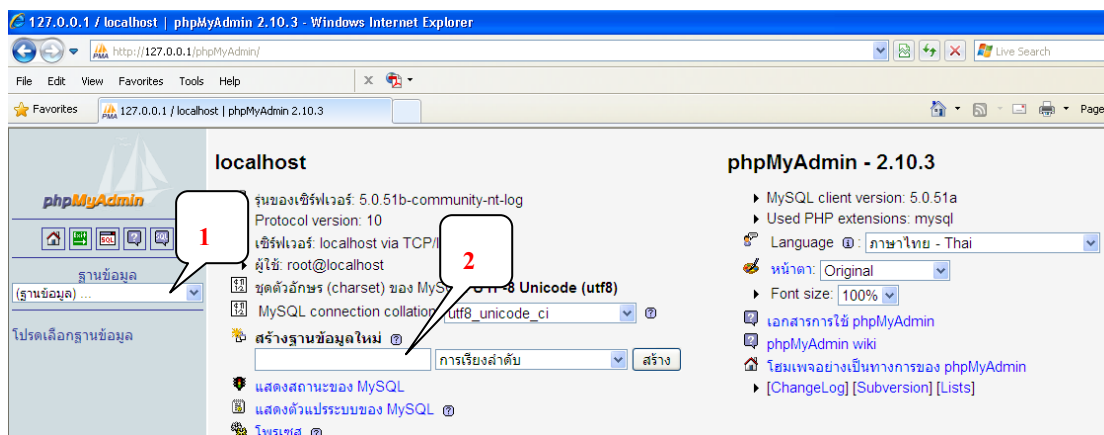 127.0.0.1 / localhost | phpMyAdmin 2.10.3 - Windows Internet Explorer
http://127.0.0.1/phpMyAdmin/
Live Search
File Edit View Favorites Tools Help
Favorites
127.0.0.1 / localhost | phpMyAdmin 2.10.3
Page
phpMyAdmin
ฐานข้อมูล
(ฐานข้อมูล) ...
โปรดเลือกฐานข้อมูล
1
localhost
รุ่นของเซิร์ฟเวอร์: 5.0.51b-community-nt-log
Protocol version: 10
เซิร์ฟเวอร์: localhost via TCP/
ผู้ใช้: root@localhost
2
ชุดตัวอักษร (charset) ของ MyS UTF-8 Unicode (utf8)
MySQL connection collation: utf8_unicode_ci
สร้างฐานข้อมูลใหม่
การเรียงลำดับ สร้าง
แสดงสถานะของ MySQL
แสดงตัวแปรระบบของ MySQL
โพรเซส
phpMyAdmin - 2.10.3
MySQL client version: 5.0.51a
Used PHP extensions: mysql
Language : ภาษาไทย - Thai
หน้าตา: Original
Font size: 100%
เอกสารการใช้ phpMyAdmin
phpMyAdmin wiki
โฮมเพจอย่างเป็นทางการของ phpMyAdmin
[ChangeLog] [Subversion] [Lists]